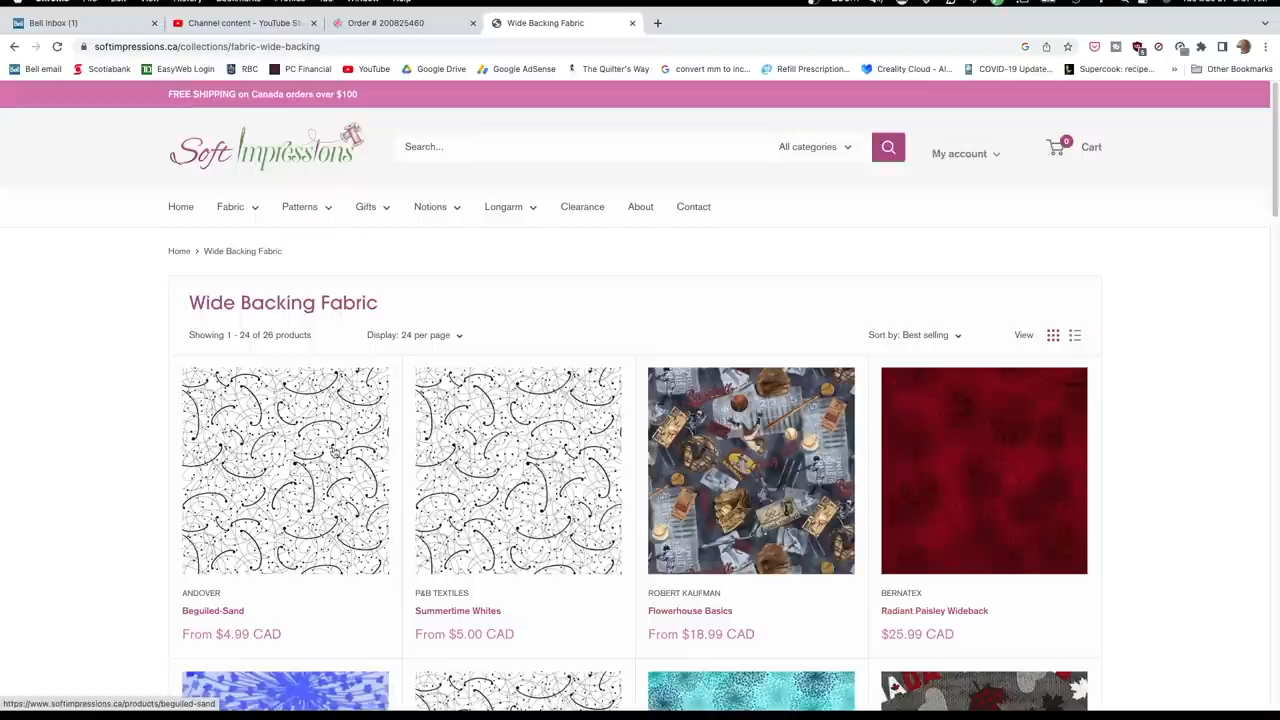 Bell Inbox (1)
Channel content - YouTube St
Order # 200825460
Wide Backing Fabric
softimpressions.ca/collections/fabric-wide-backing
Bell email
Scotiabank
EasyWeb Login
RBC
PC Financial
YouTube
Google Drive
Google AdSense
The Quilter's Way
convert mm to inc...
Refill Prescription...
Creality Cloud - Al...
COVID-19 Update...
Supercook: recipe...
Other Bookmarks
FREE SHIPPING on Canada orders over $100
Soft Impressions
Search...
All categories
My account
0
Cart
Home
Fabric
Patterns
Gifts
Notions
Longarm
Clearance
About
Contact
Home > Wide Backing Fabric
Wide Backing Fabric
Showing 1 - 24 of 26 products
Display: 24 per page
Sort by: Best selling
View
ANDOVER
Beguiled-Sand
From $4.99 CAD
P&B TEXTILES
Summertime Whites
From $5.00 CAD
ROBERT KAUFMAN
Flowerhouse Basics
From $18.99 CAD
BERNATEX
Radiant Paisley Wideback
$25.99 CAD
https://www.softimpressions.ca/products/beguiled-sand